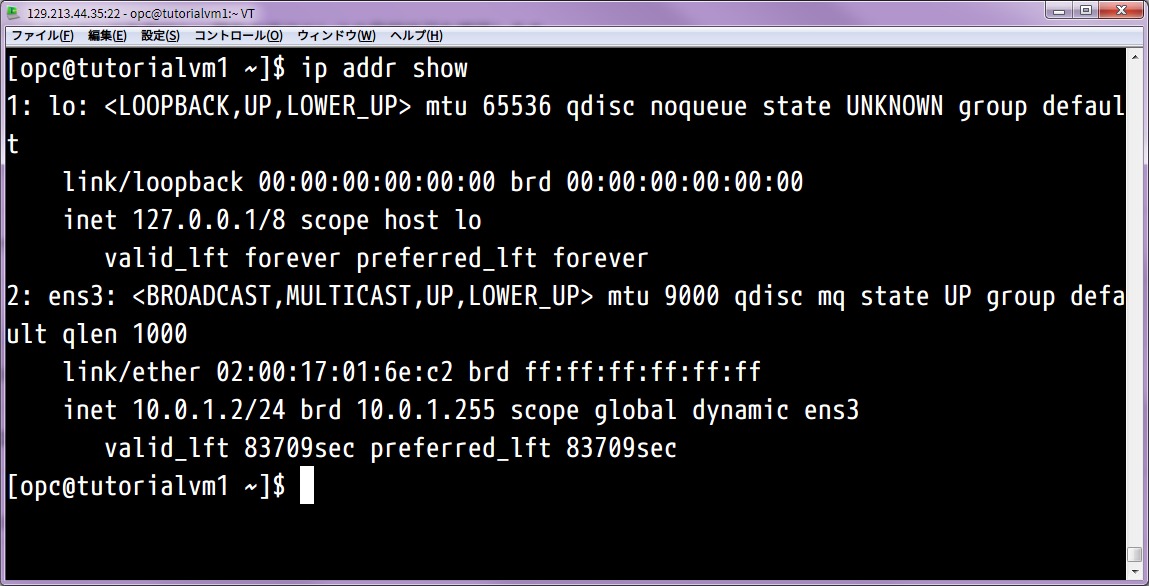 129.213.44.35:22 - opc@tutorialvm1:~ VT
ファイル(F) 編集(E) 設定(S) コントロール(O) ウィンドウ(W) ヘルプ(H)
[opc@tutorialvm1 ~]$ ip addr show
1: lo: <LOOPBACK,UP,LOWER_UP> mtu 65536 qdisc noqueue state UNKNOWN group defaul
t
    link/loopback 00:00:00:00:00:00 brd 00:00:00:00:00:00
    inet 127.0.0.1/8 scope host lo
       valid_lft forever preferred_lft forever
2: ens3: <BROADCAST,MULTICAST,UP,LOWER_UP> mtu 9000 qdisc mq state UP group defa
ult qlen 1000
    link/ether 02:00:17:01:6e:c2 brd ff:ff:ff:ff:ff:ff
    inet 10.0.1.2/24 brd 10.0.1.255 scope global dynamic ens3
       valid_lft 83709sec preferred_lft 83709sec
[opc@tutorialvm1 ~]$